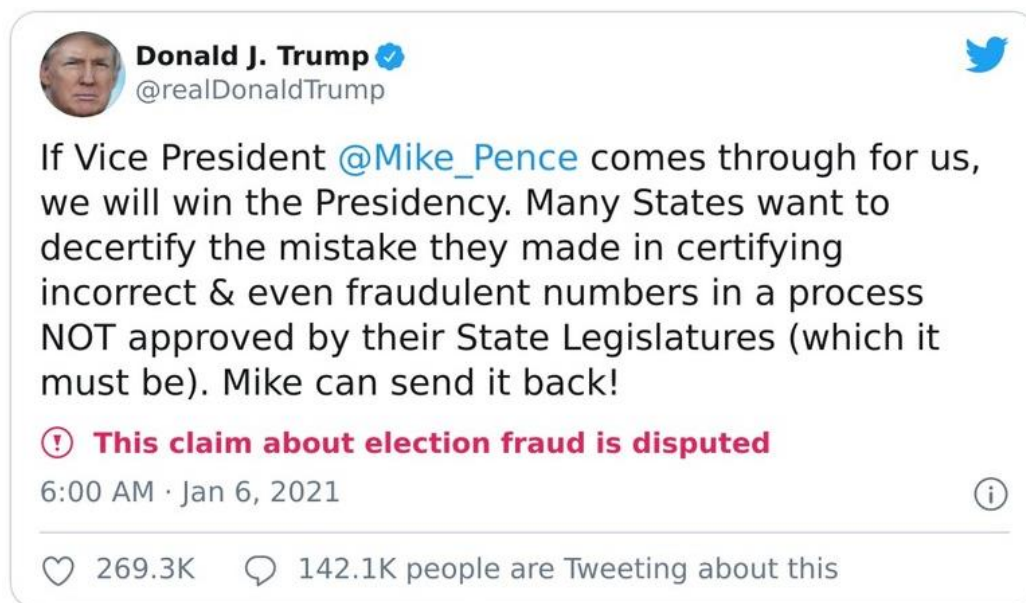 Donald J. Trump
@realDonaldTrump
If Vice President @Mike_Pence comes through for us,
we will win the Presidency. Many States want to
decertify the mistake they made in certifying
incorrect & even fraudulent numbers in a process
NOT approved by their State Legislatures (which it
must be). Mike can send it back!
This claim about election fraud is disputed
6:00 AM · Jan 6, 2021
269.3K 142.1K people are Tweeting about this